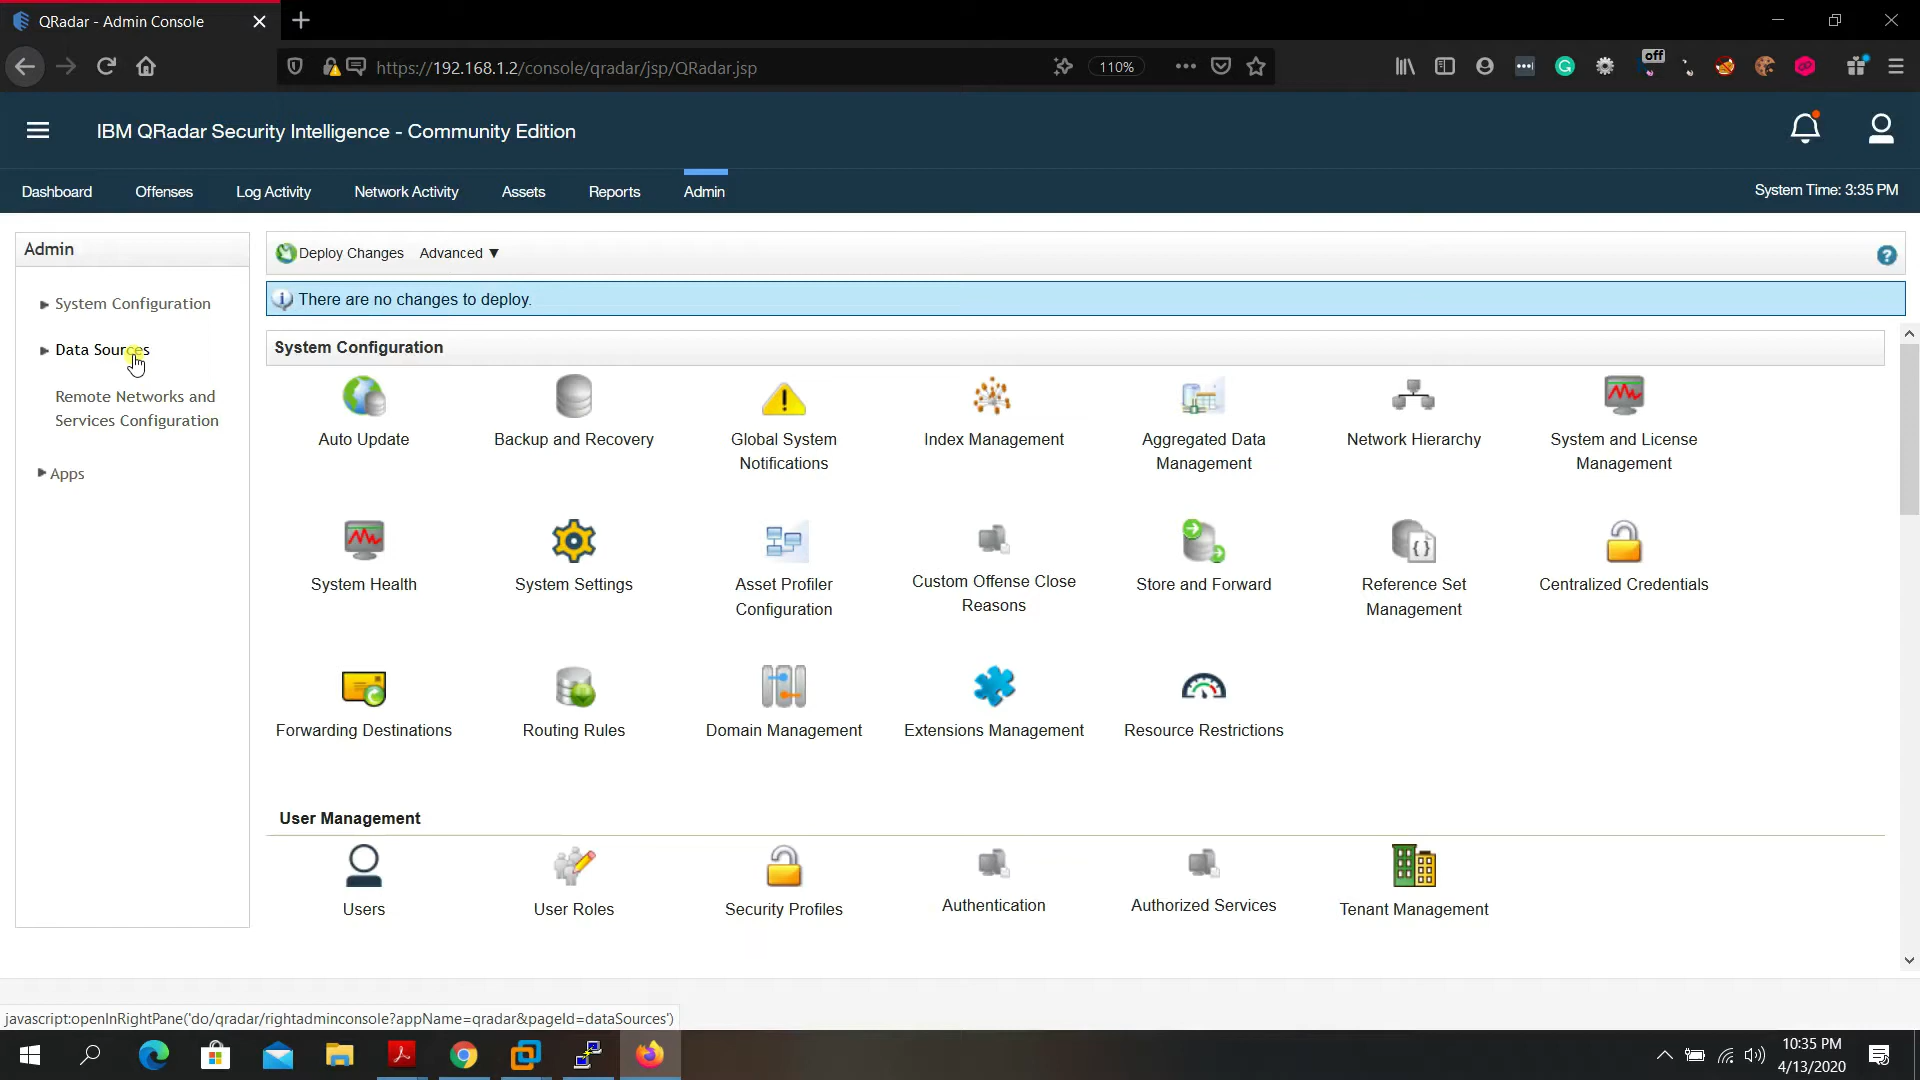 QRadar - Admin Console
https://192.168.1.2/console/qradar/jsp/QRadar.jsp
110%
off
IBM QRadar Security Intelligence - Community Edition
Dashboard
Offenses
Log Activity
Network Activity
Assets
Reports
Admin
System Time: 3:35 PM
Admin
System Configuration
Data Sources
Remote Networks and
Services Configuration
Apps
Deploy Changes
Advanced ▼
There are no changes to deploy.
System Configuration
Auto Update
Backup and Recovery
Global System
Notifications
Index Management
Aggregated Data
Management
Network Hierarchy
System and License
Management
System Health
System Settings
Asset Profiler
Configuration
Custom Offense Close
Reasons
Store and Forward
Reference Set
Management
Centralized Credentials
Forwarding Destinations
Routing Rules
Domain Management
Extensions Management
Resource Restrictions
User Management
Users
User Roles
Security Profiles
Authentication
Authorized Services
Tenant Management
javascript:openInRightPane('do/qradar/rightadminconsole?appName=qradar&pageId=dataSources')
10:35 PM
4/13/2020